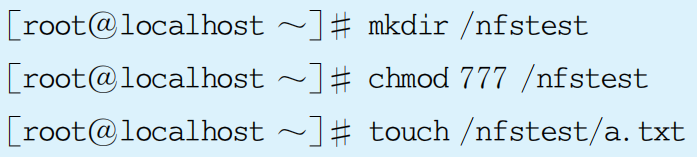 [root@localhost ~]# mkdir /nfstest
[root@localhost ~]# chmod 777 /nfstest
[root@localhost ~]# touch /nfstest/a.txt